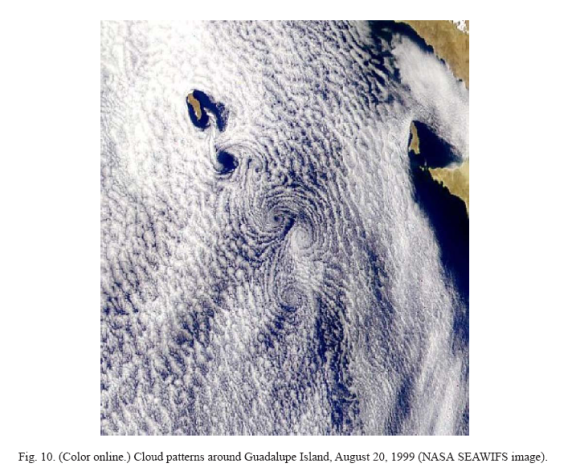 Fig. 10. (Color online.) Cloud patterns around Guadalupe Island, August 20, 1999 (NASA SEAWIFS image).